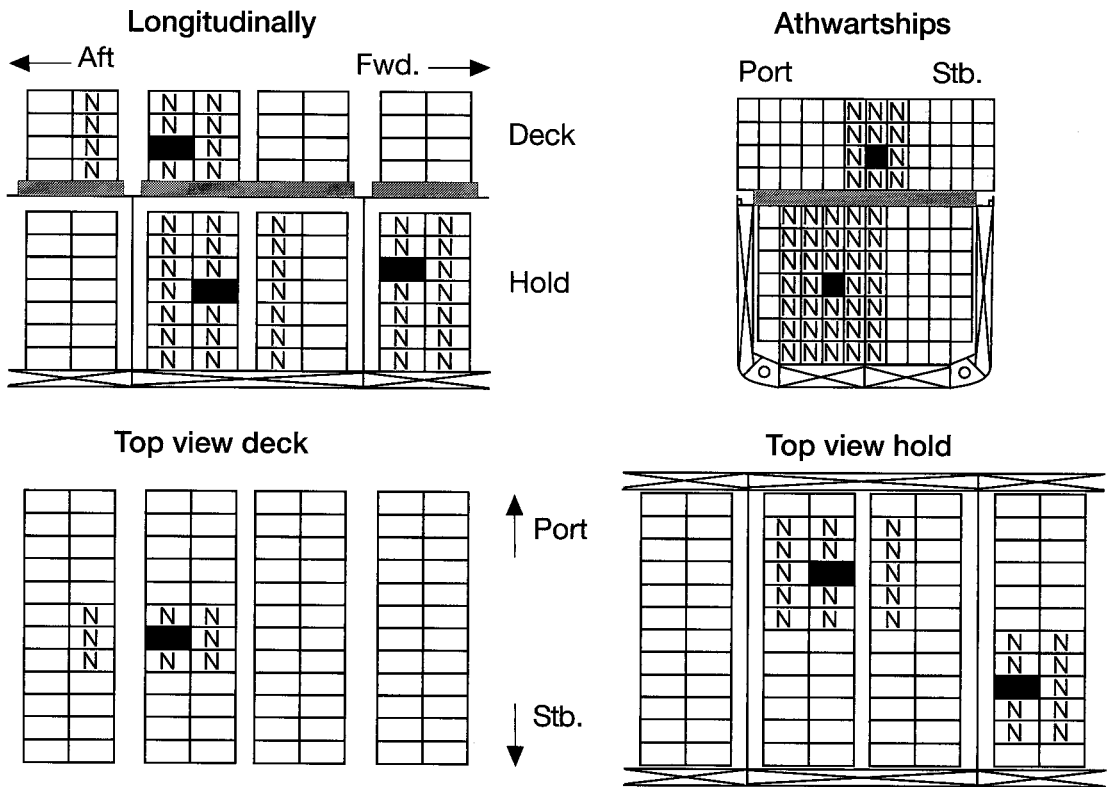 Longitudinally
Aft
Fwd.
N N N
N N N
N N
N N N
Deck
N N N N N
N N N N N
N N N N
N N N N
N N N N N
N N N N N
N N N N N
Hold
Athwartships
Port
Stb.
N N N
N N N
N N
N N N
N N N N N
N N N N N
N N N N N
N N N N
N N N N N
N N N N N
N N N N N
Top view deck
N N N
N N
N N N
Port
Stb.
Top view hold
N N N
N N N
N N
N N N
N N N
N N
N N
N
N N
N N